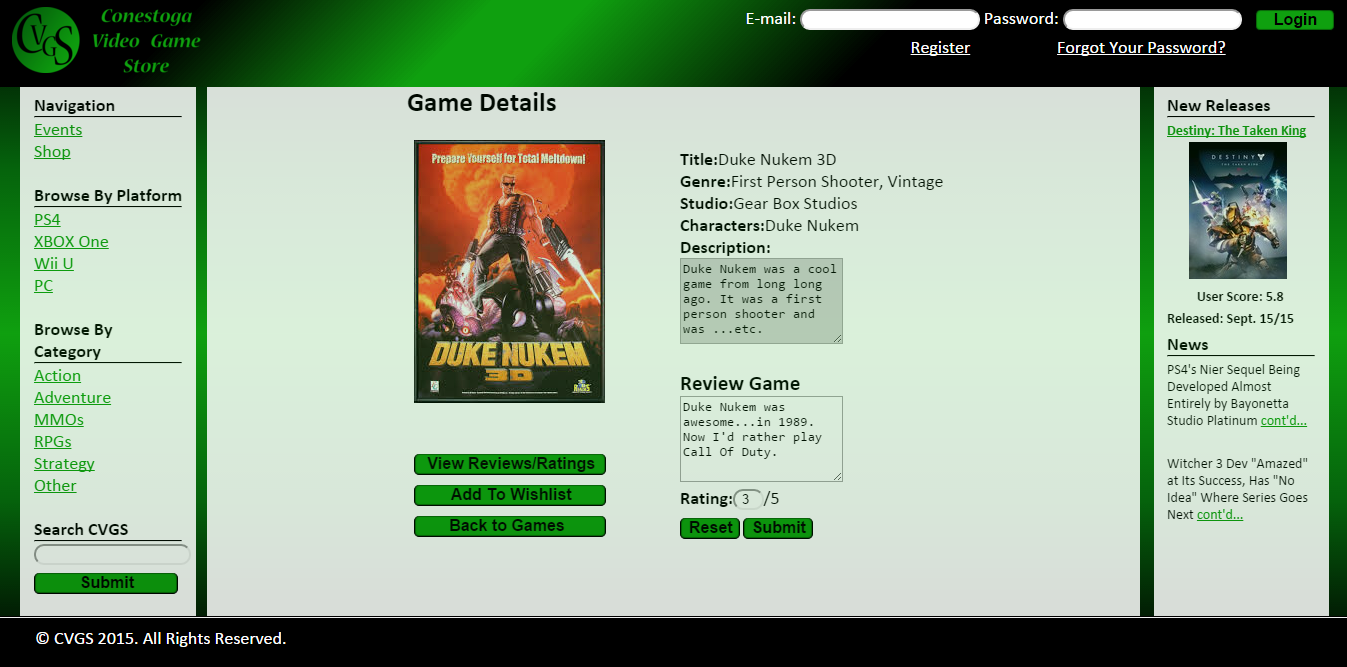 CVGS
Conestoga
Video Game
Store
E-mail:
Password:
Login
Register
Forgot Your Password?
Navigation
Events
Shop
Browse By Platform
PS4
XBOX One
Wii U
PC
Browse By
Category
Action
Adventure
MMOs
RPGs
Strategy
Other
Search CVGS
Submit
Game Details
Prepare Yourself for Total Meltdown!
DUKE NUKEM
3D
View Reviews/Ratings
Add To Wishlist
Back to Games
Title:Duke Nukem 3D
Genre:First Person Shooter, Vintage
Studio:Gear Box Studios
Characters:Duke Nukem
Description:
Duke Nukem was a cool
game from long long
ago. It was a first
person shooter and
was ...etc.
Review Game
Duke Nukem was
awesome...in 1989.
Now I'd rather play
Call Of Duty.
Rating:3/5
Reset
Submit
New Releases
Destiny: The Taken King
DESTINY
THE TAKEN KING
User Score: 5.8
Released: Sept. 15/15
News
PS4's Nier Sequel Being
Developed Almost
Entirely by Bayonetta
Studio Platinum cont'd...
Witcher 3 Dev "Amazed"
at Its Success, Has "No
Idea" Where Series Goes
Next cont'd...
© CVGS 2015. All Rights Reserved.